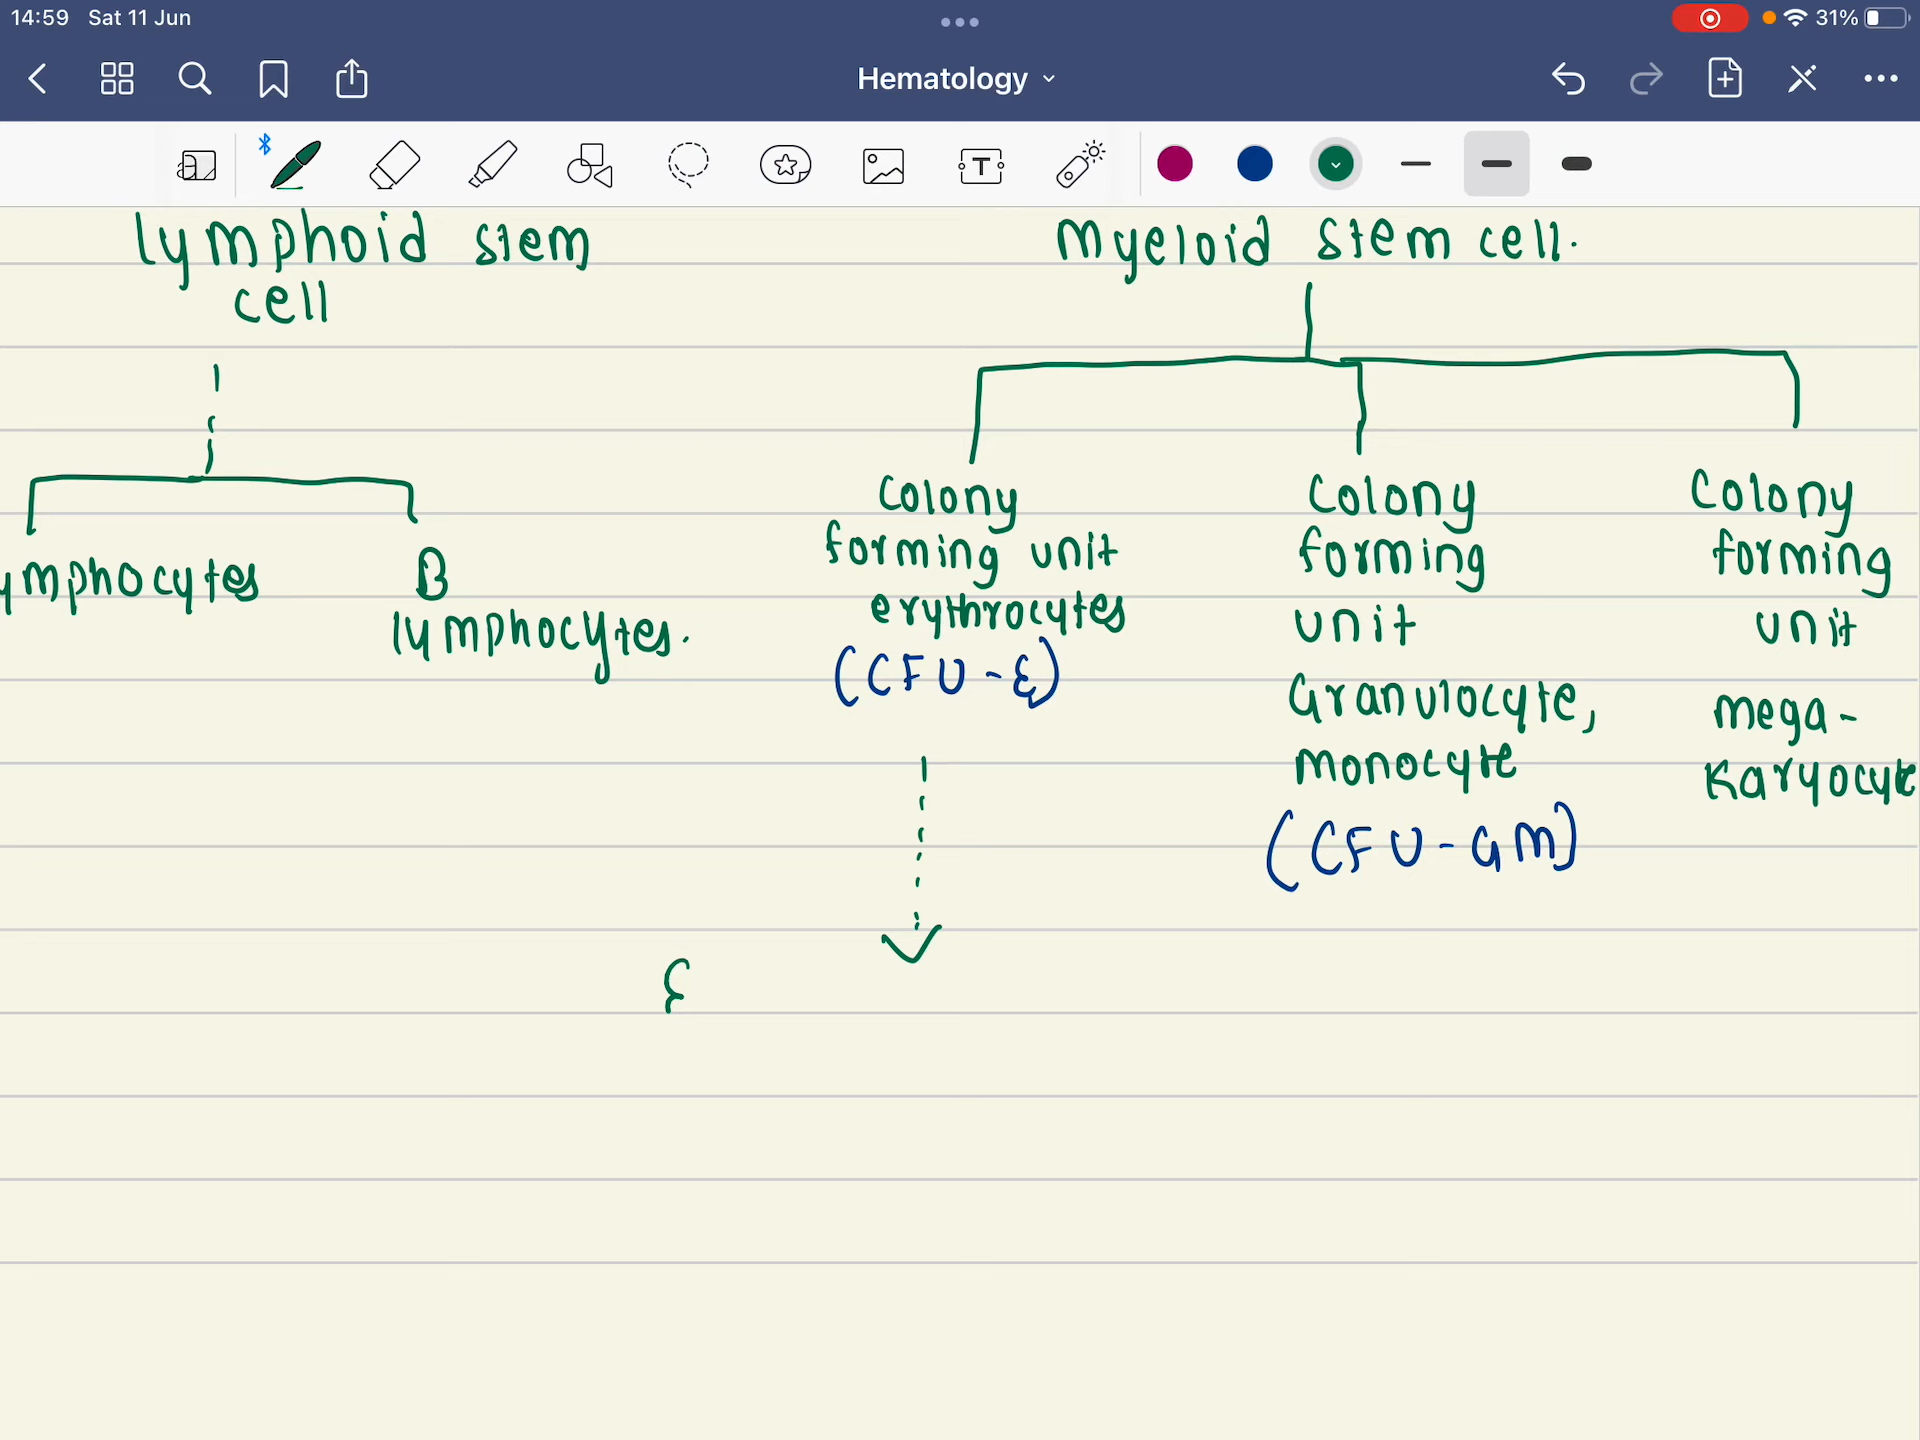 14:59 Sat 11 Jun 31%
Hematology
lymphoid stem
cell
ymphocytes
B
lymphocytes.
Myeloid stem cell.
Colony
forming unit
erythrocytes
(CFU-E)
Colony
forming
unit
Granulocyte,
monocyte
(CFU-GM)
Colony
forming
unit
mega-
karyocyte
E